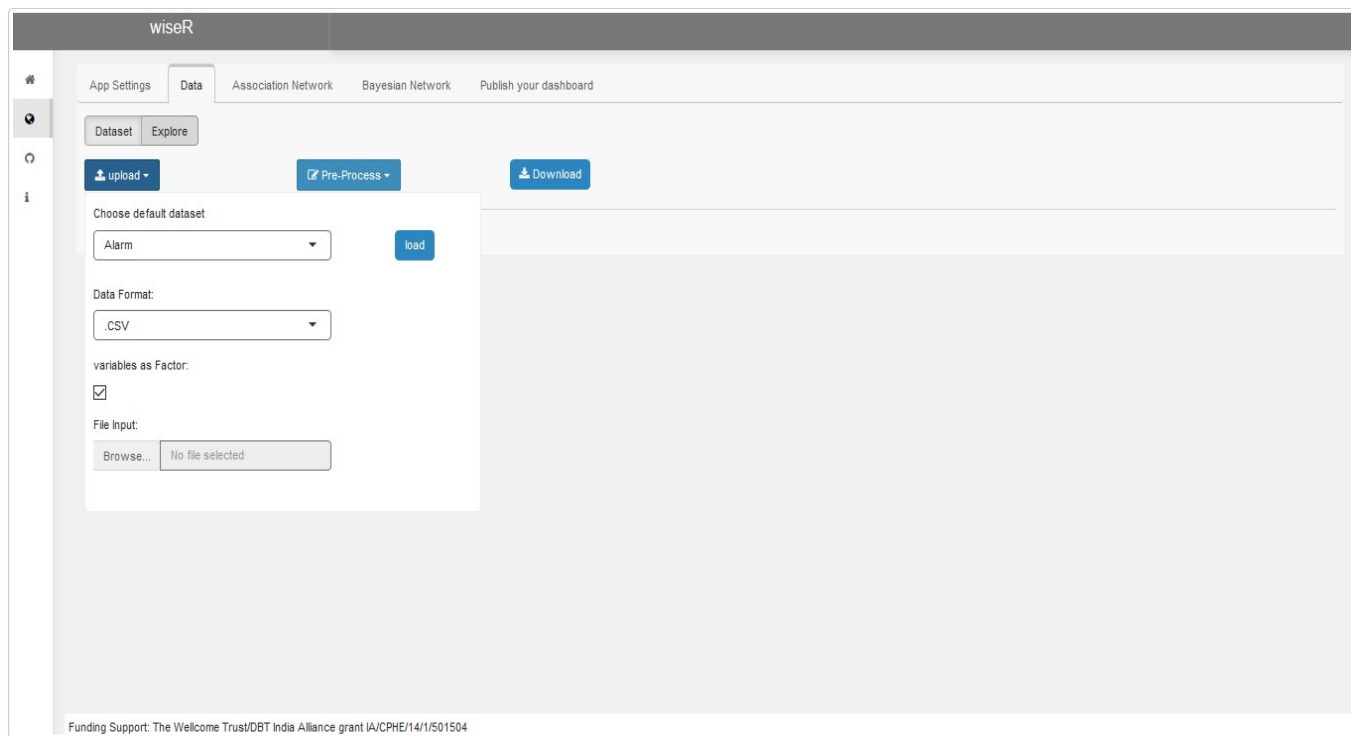 wiseR
App Settings Data Association Network Bayesian Network Publish your dashboard
Dataset Explore
upload Pre-Process Download
Choose default dataset
Alarm load
Data Format:
.CSV
variables as Factor:
File Input:
Browse... No file selected
Funding Support: The Wellcome Trust/DBT India Alliance grant IA/CPHE/14/1/501504